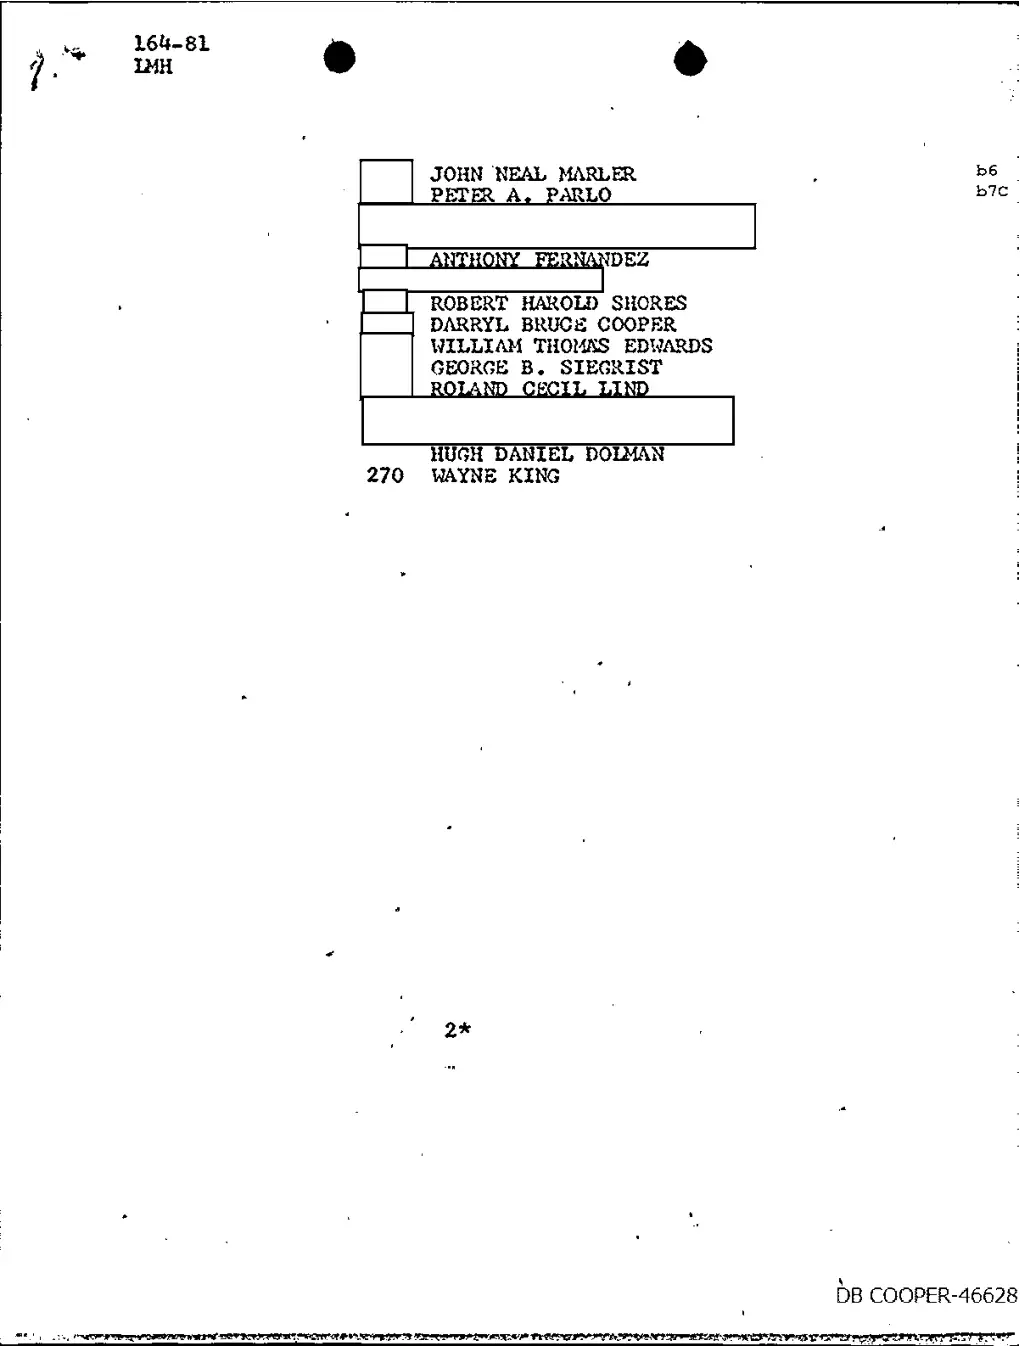 164-81
LMH
JOHN NEAL MARLER
b6
PETER A. PARLO
b7C
ANTHONY FERNANDEZ
ROBERT HAROLD SHORES
DARRYL BRUCE COOPER
WILLIAM THOMAS EDWARDS
GEORGE B. SIEGRIST
ROLAND CECIL LIND
HUGH DANIEL DOLMAN
270 WAYNE KING
2*
DB COOPER-46628